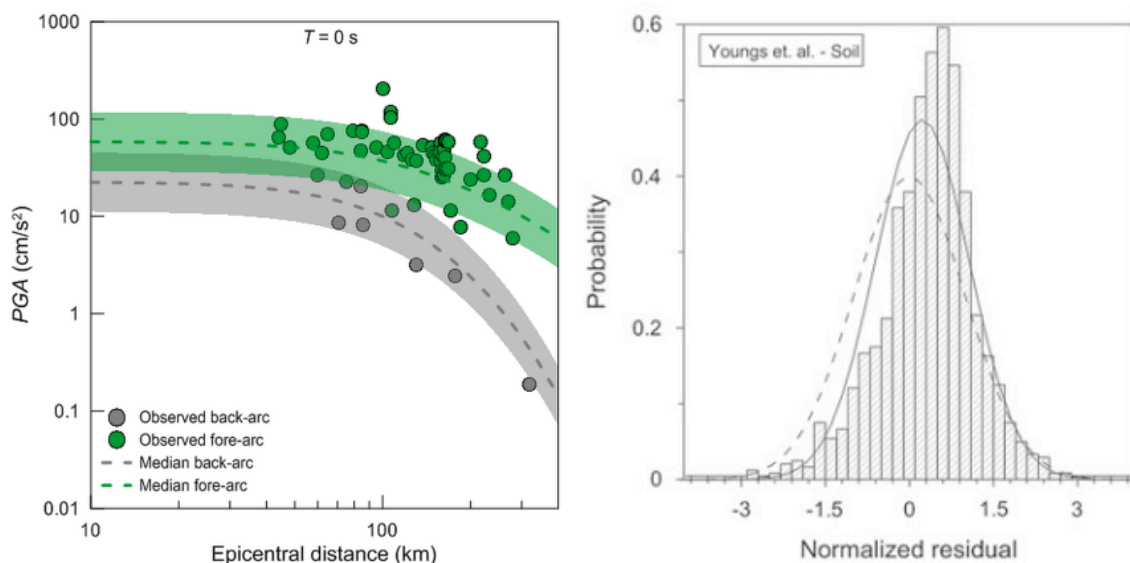 1000
100
10
1
0.1
0.01
PGA (cm/s²)
T = 0 s
Observed back-arc
Observed fore-arc
Median back-arc
Median fore-arc
10
100
Epicentral distance (km)
0.6
0.4
0.2
0
Probability
Youngs et. al. - Soil
-3
-1.5
0
1.5
3
Normalized residual